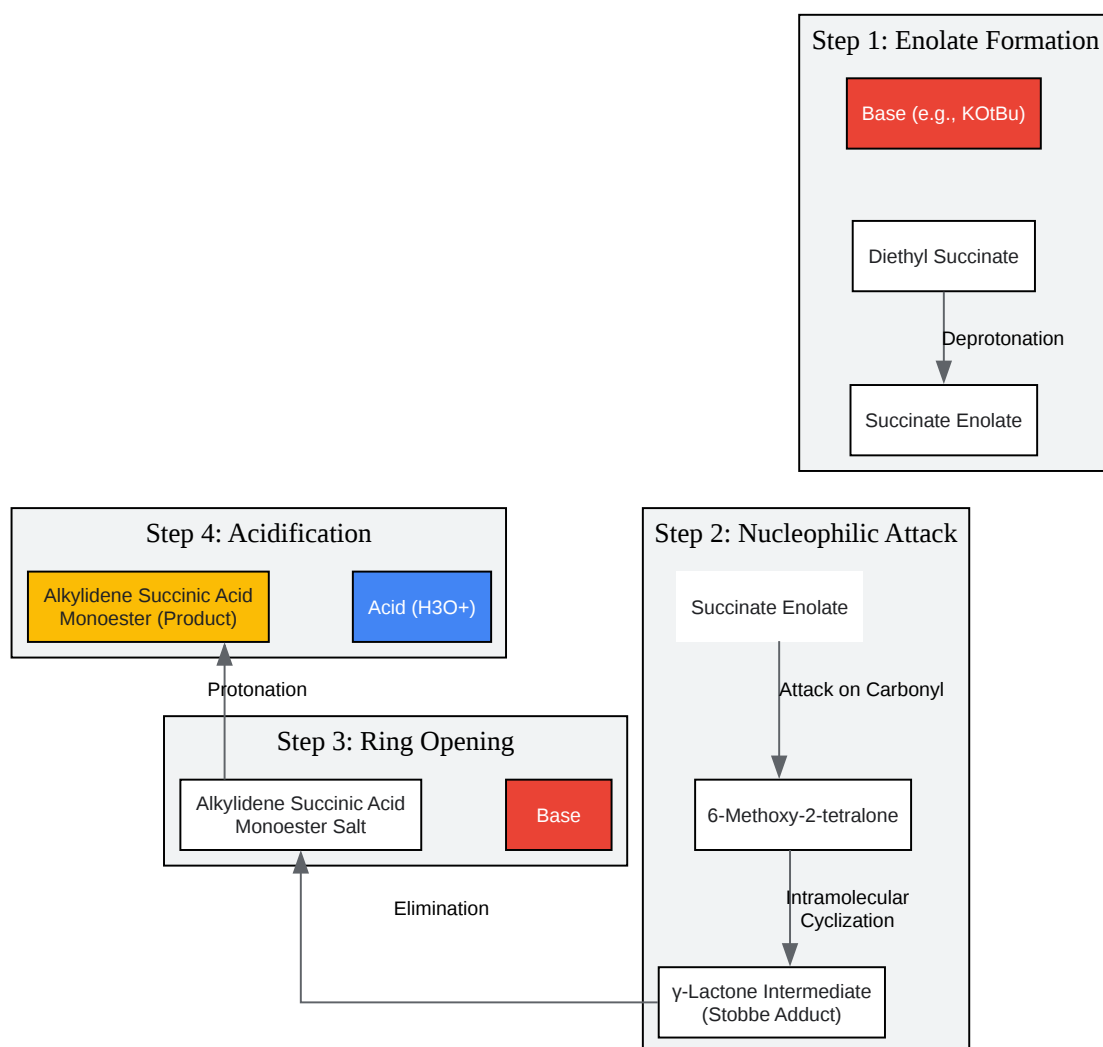 Step 1: Enolate Formation
Base (e.g., KOtBu)
Diethyl Succinate
Deprotonation
Succinate Enolate
Step 2: Nucleophilic Attack
Succinate Enolate
Attack on Carbonyl
6-Methoxy-2-tetralone
Intramolecular
Cyclization
γ-Lactone Intermediate
(Stobbe Adduct)
Elimination
Step 3: Ring Opening
Alkylidene Succinic Acid
Monoester Salt
Base
Protonation
Step 4: Acidification
Alkylidene Succinic Acid
Monoester (Product)
Acid (H3O+)